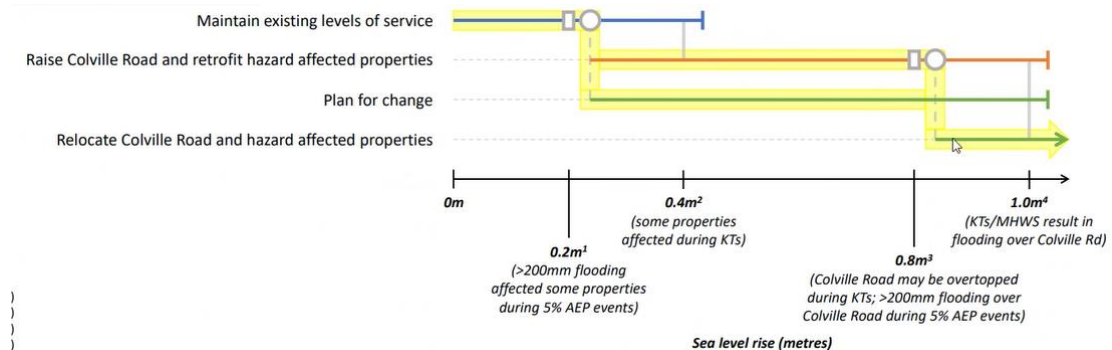 Maintain existing levels of service
Raise Colville Road and retrofit hazard affected properties
Plan for change
Relocate Colville Road and hazard affected properties
0m
0.2m¹
(>200mm flooding
affected some properties
during 5% AEP events)
0.4m²
(some properties
affected during KTs)
0.8m³
(Colville Road may be overtopped
during KTs; >200mm flooding over
Colville Road during 5% AEP events)
1.0m⁴
(KTs/MHWS result in
flooding over Colville Rd)
Sea level rise (metres)
)
)
)
)